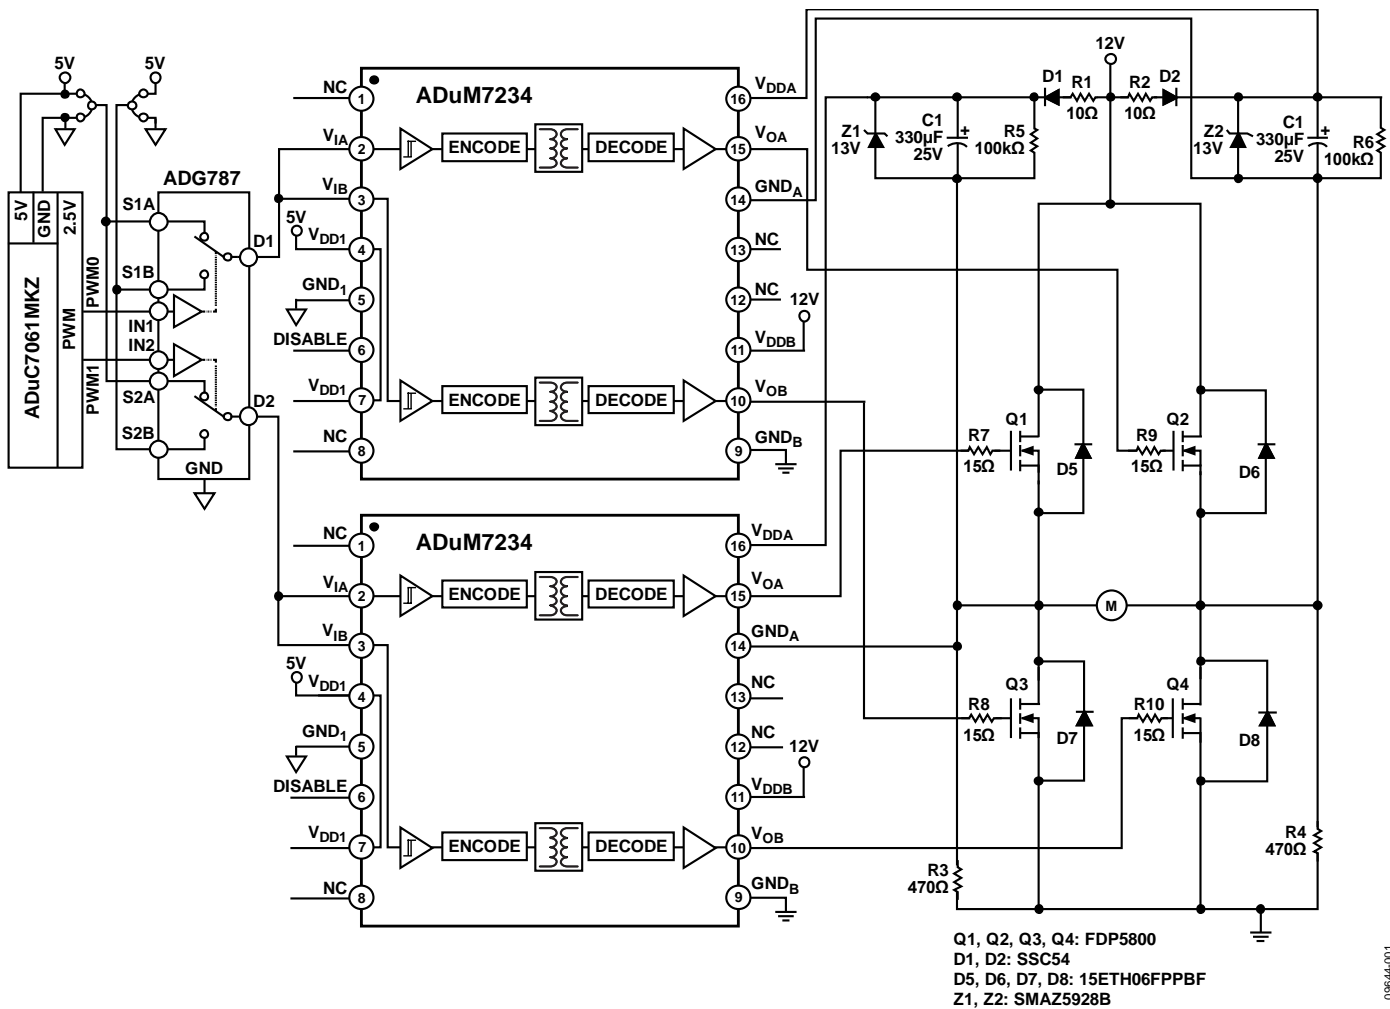 5V
5V
ADG787
ADuC7061MKZ
5V
GND
2.5V
PWM
PWM0
PWM1
S1A
S1B
IN1
IN2
S2A
S2B
GND
D1
D2
ADuM7234
NC
1
VIA
2
VIB
3
5V
VDD1
4
GND1
5
DISABLE
6
VDD1
7
NC
8
ENCODE
DECODE
ENCODE
DECODE
16
VDDA
15
VOA
14
GNDA
13
NC
12
NC
12V
11
VDDB
10
VOB
9
GNDB
ADuM7234
NC
1
VIA
2
VIB
3
5V
VDD1
4
GND1
5
DISABLE
6
VDD1
7
NC
8
ENCODE
DECODE
ENCODE
DECODE
16
VDDA
15
VOA
14
GNDA
13
NC
12
NC
12V
11
VDDB
10
VOB
9
GNDB
12V
D1
R1
10Ω
R2
10Ω
D2
Z1
13V
C1
330µF
25V
+
R5
100kΩ
Z2
13V
C1
330µF
25V
+
R6
100kΩ
Q1
R7
15Ω
D5
Q2
R9
15Ω
D6
M
Q3
R8
15Ω
D7
Q4
R10
15Ω
D8
R3
470Ω
R4
470Ω
Q1, Q2, Q3, Q4: FDP5800
D1, D2: SSC54
D5, D6, D7, D8: 15ETH06FPPBF
Z1, Z2: SMAZ5928B
09644-001